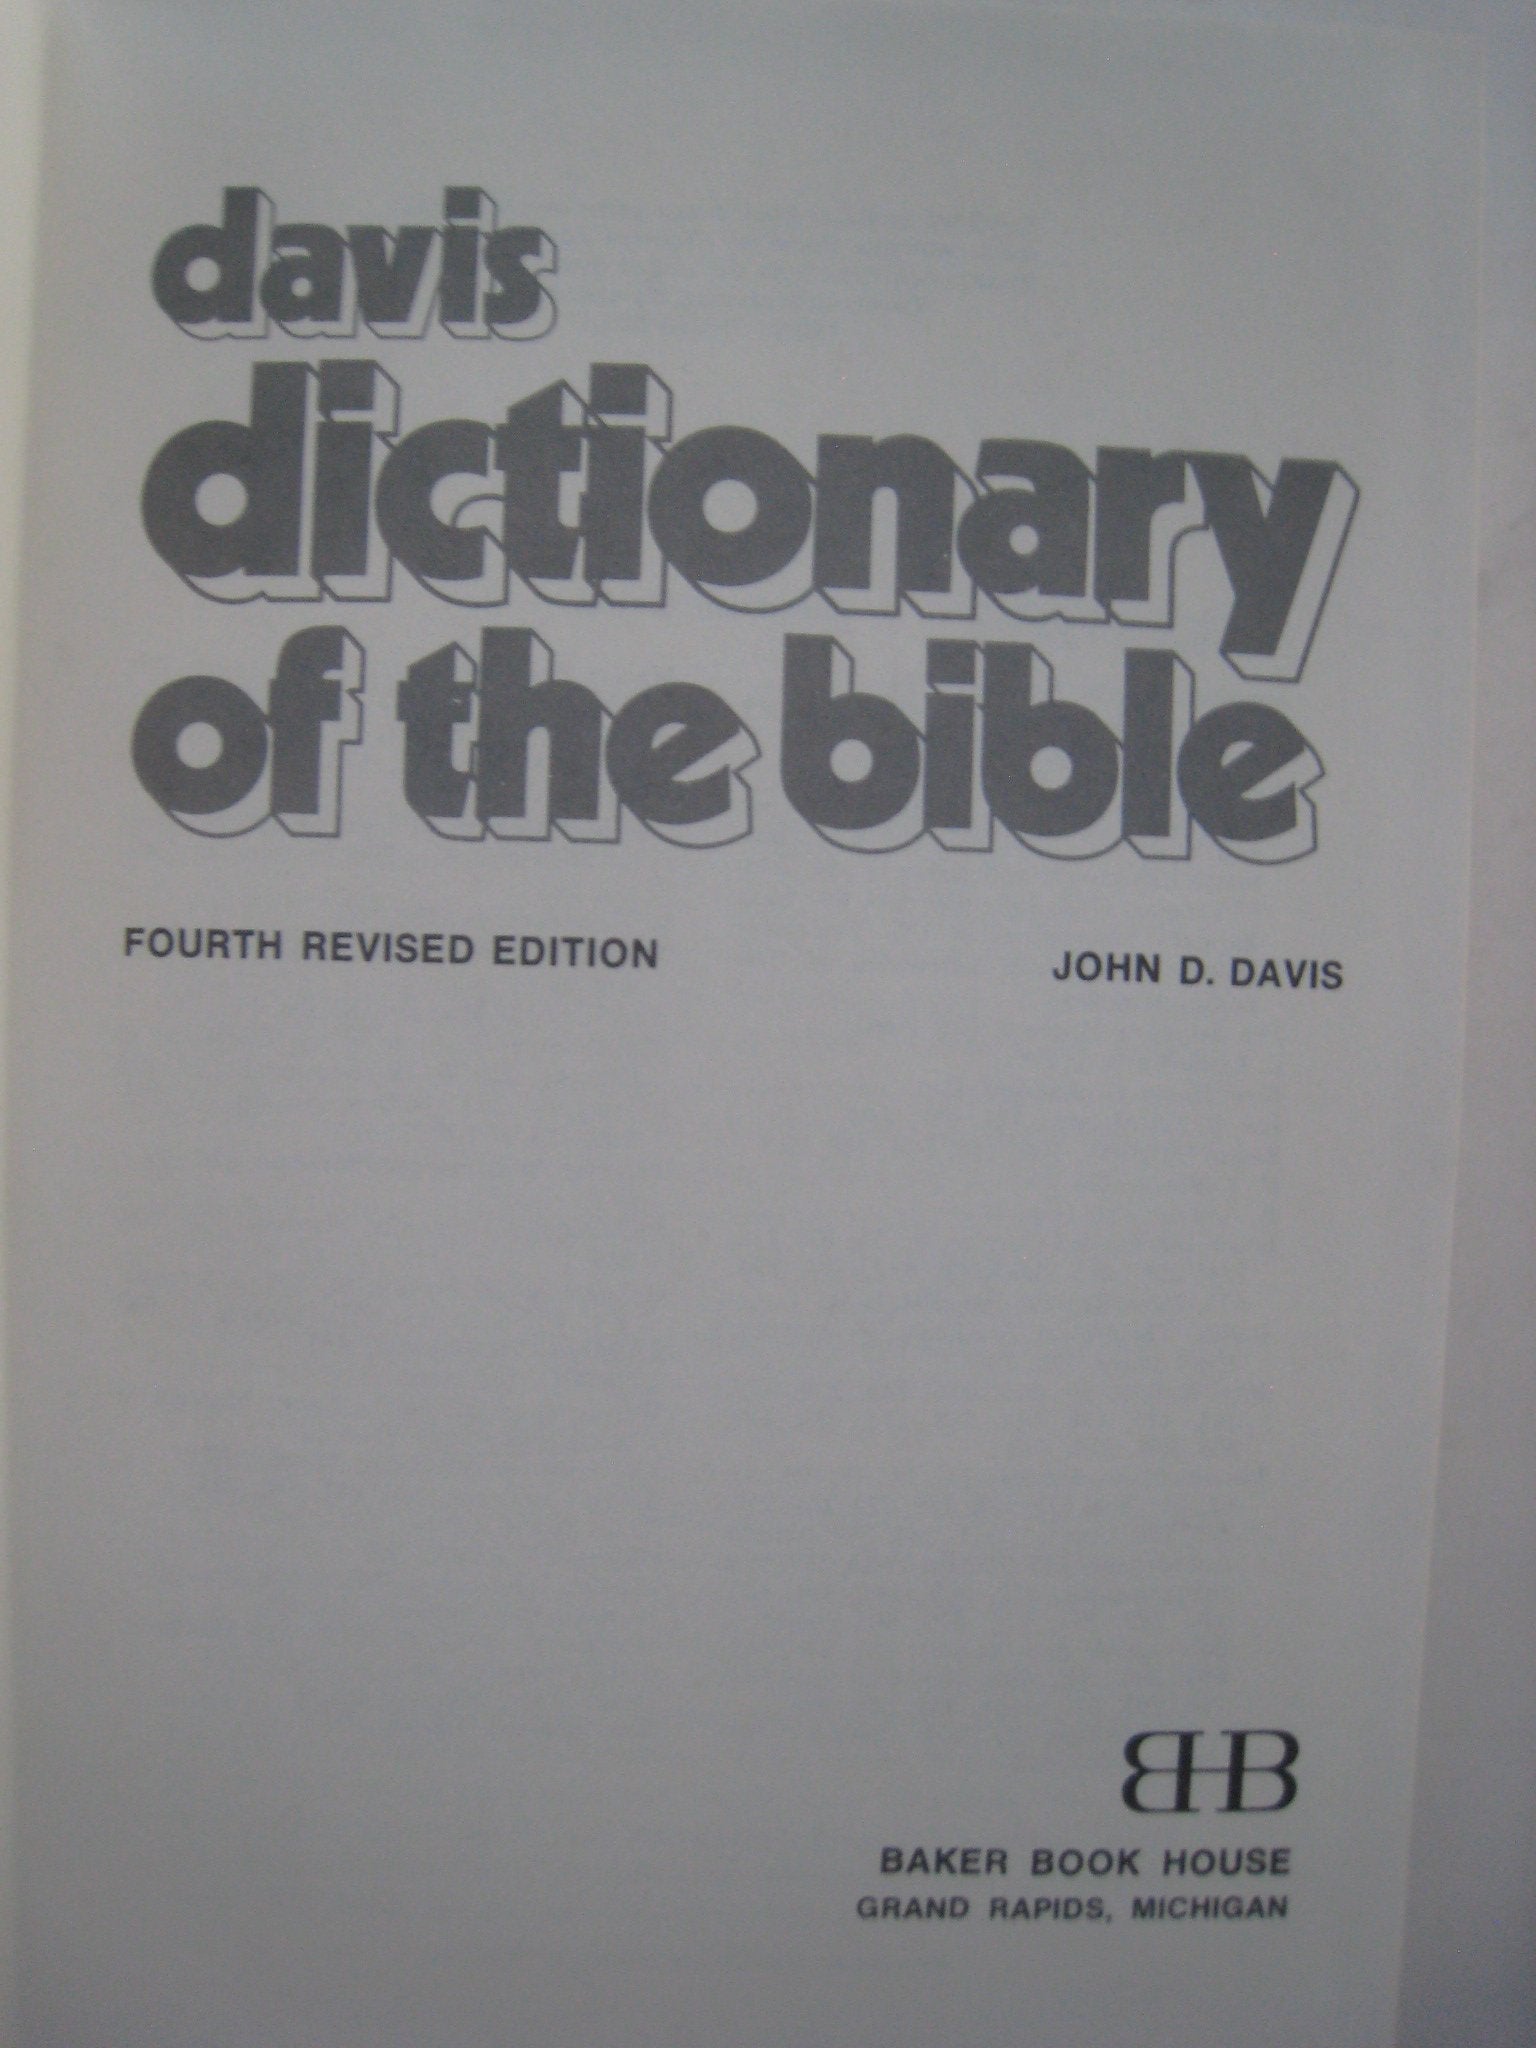 davis
dictionary
of the bible
FOURTH REVISED EDITION
JOHN D. DAVIS
BHB
BAKER BOOK HOUSE
GRAND RAPIDS, MICHIGAN